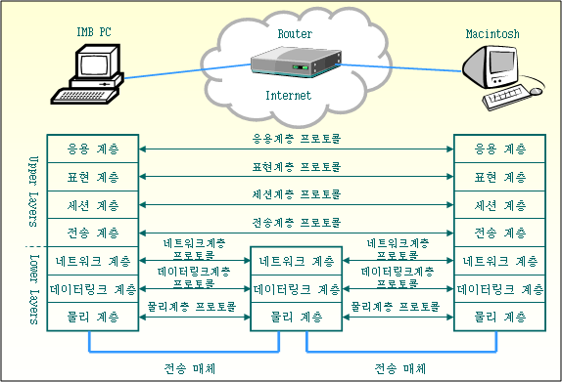 IMB PC
Router
Macintosh
Internet
Upper Layers
Lower Layers
응용 계층
응용계층 프로토콜
응용 계층
표현 계층
표현계층 프로토콜
표현 계층
세션 계층
세션계층 프로토콜
세션 계층
전송 계층
전송계층 프로토콜
전송 계층
네트워크 계층
네트워크계층
프로토콜
네트워크 계층
네트워크계층
프로토콜
네트워크 계층
데이터링크 계층
데이터링크계층
프로토콜
데이터링크 계층
데이터링크계층
프로토콜
데이터링크 계층
물리 계층
물리계층 프로토콜
물리 계층
물리계층 프로토콜
물리 계층
전송 매체
전송 매체